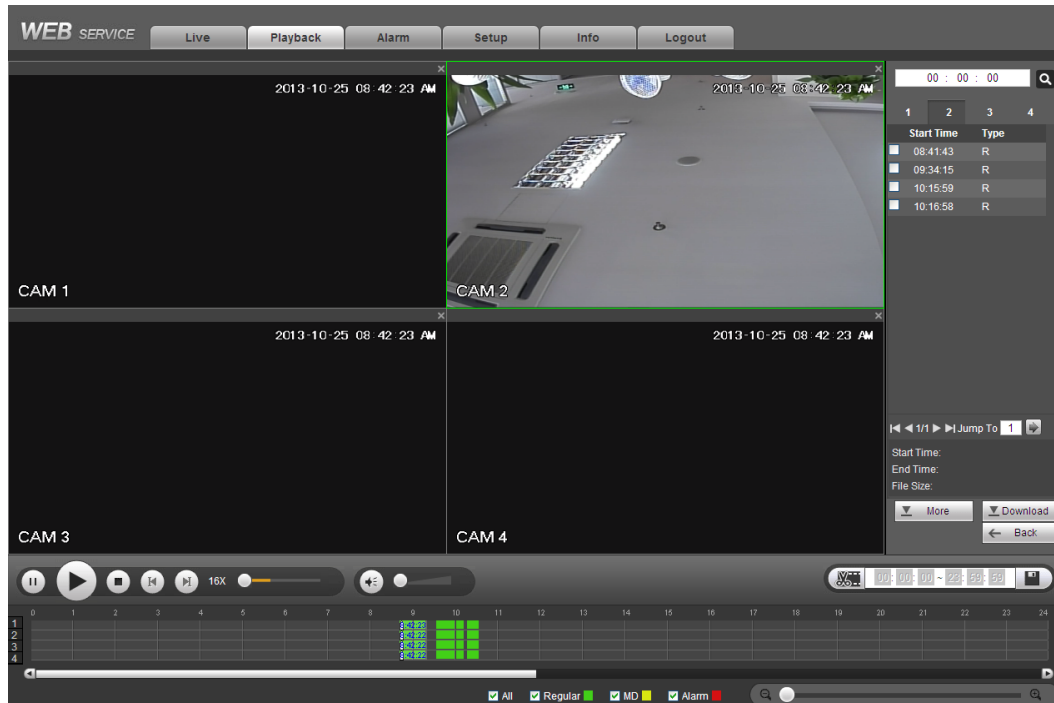 WEB SERVICE Live Playback Alarm Setup Info Logout
2013-10-25 08:42:23 AM
CAM 1
2013-10-25 08:42:23 AM
CAM 2
2013-10-25 08:42:23 AM
CAM 3
2013-10-25 08:42:23 AM
CAM 4
00 : 00 : 00
1 2 3 4
Start Time Type
08:41:43 R
09:34:15 R
10:15:59 R
10:16:58 R
1/1 Jump To 1
Start Time:
End Time:
File Size:
More Download
Back
16X
00: 00: 00 ~ 23: 59: 59
0 1 2 3 4 5 6 7 8 9 10 11 12 13 14 15 16 17 18 19 20 21 22 23 24
1
2
3
4
All Regular MD Alarm